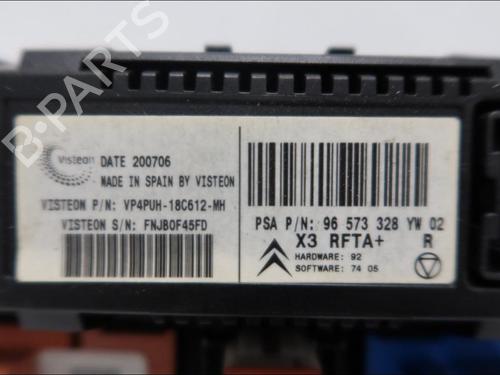 B-PARTS
Visteon
DATE 200706
MADE IN SPAIN BY VISTEON
VISTEON P/N: VP4PUH-18C612-MH
VISTEON S/N: FNJ80F45FD
PSA P/N: 96 573 328 YW 02
X3 RFTA+ R
HARDWARE: 92
SOFTWARE: 74 05